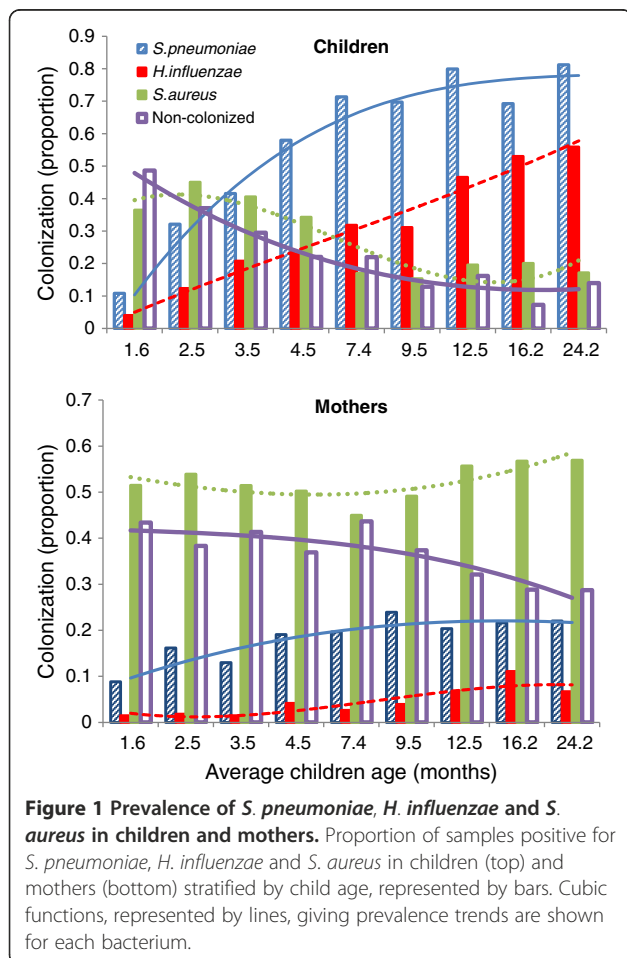 Children
S.pneumoniae
H.influenzae
S.aureus
Non-colonized
Colonization (proportion)
0.9
0.8
0.7
0.6
0.5
0.4
0.3
0.2
0.1
0
1.6 2.5 3.5 4.5 7.4 9.5 12.5 16.2 24.2
Mothers
Colonization (proportion)
0.7
0.6
0.5
0.4
0.3
0.2
0.1
0
1.6 2.5 3.5 4.5 7.4 9.5 12.5 16.2 24.2
Average children age (months)
Figure 1 Prevalence of S. pneumoniae, H. influenzae and S.
aureus in children and mothers. Proportion of samples positive for
S. pneumoniae, H. influenzae and S. aureus in children (top) and
mothers (bottom) stratified by child age, represented by bars. Cubic
functions, represented by lines, giving prevalence trends are shown
for each bacterium.